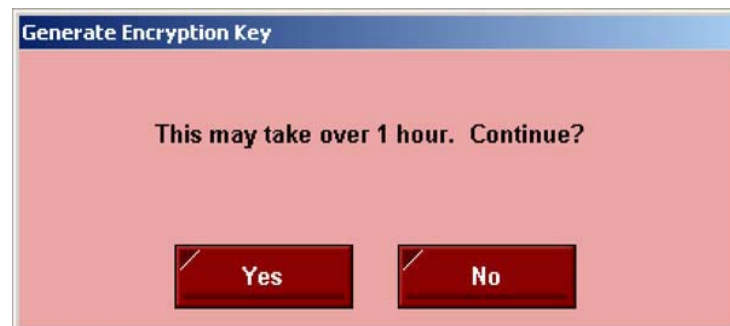 Generate Encryption Key
This may take over 1 hour.  Continue?
Yes
No